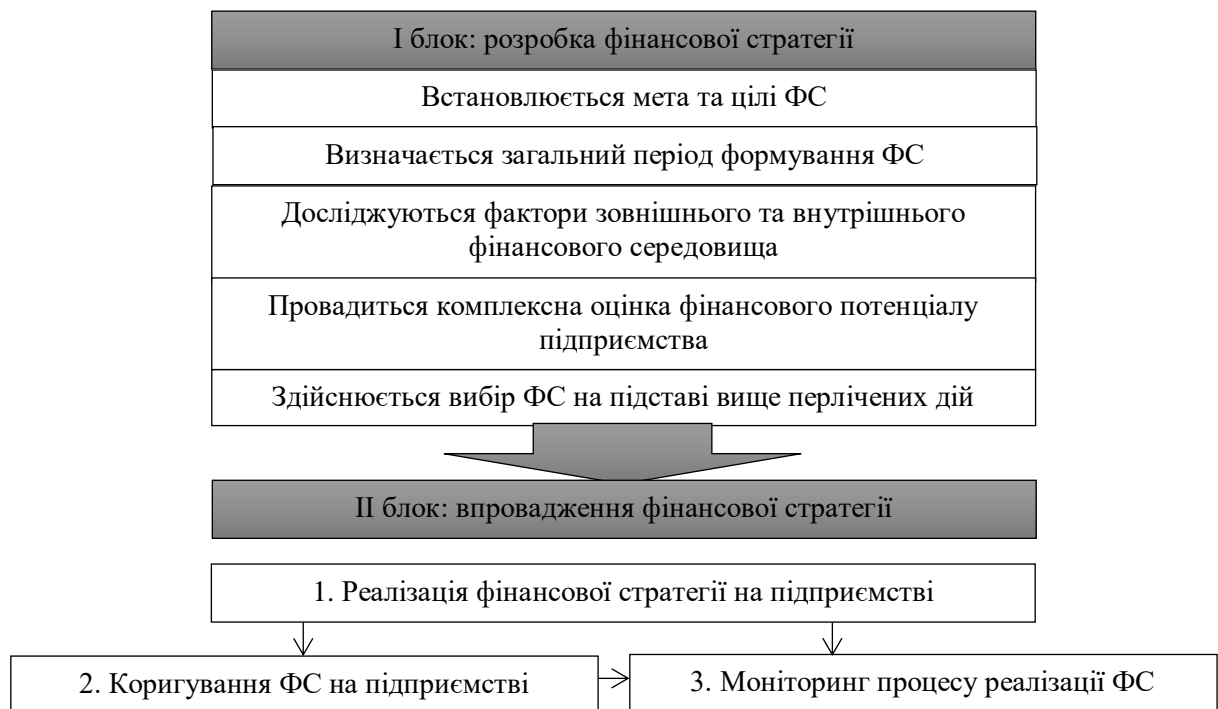 І блок: розробка фінансової стратегії
Встановлюється мета та цілі ФС
Визначається загальний період формування ФС
Досліджуються фактори зовнішнього та внутрішнього
фінансового середовища
Провадиться комплексна оцінка фінансового потенціалу
підприємства
Здійснюється вибір ФС на підставі вище перлічених дій
ІІ блок: впровадження фінансової стратегії
1. Реалізація фінансової стратегії на підприємстві
2. Коригування ФС на підприємстві
3. Моніторинг процесу реалізації ФС